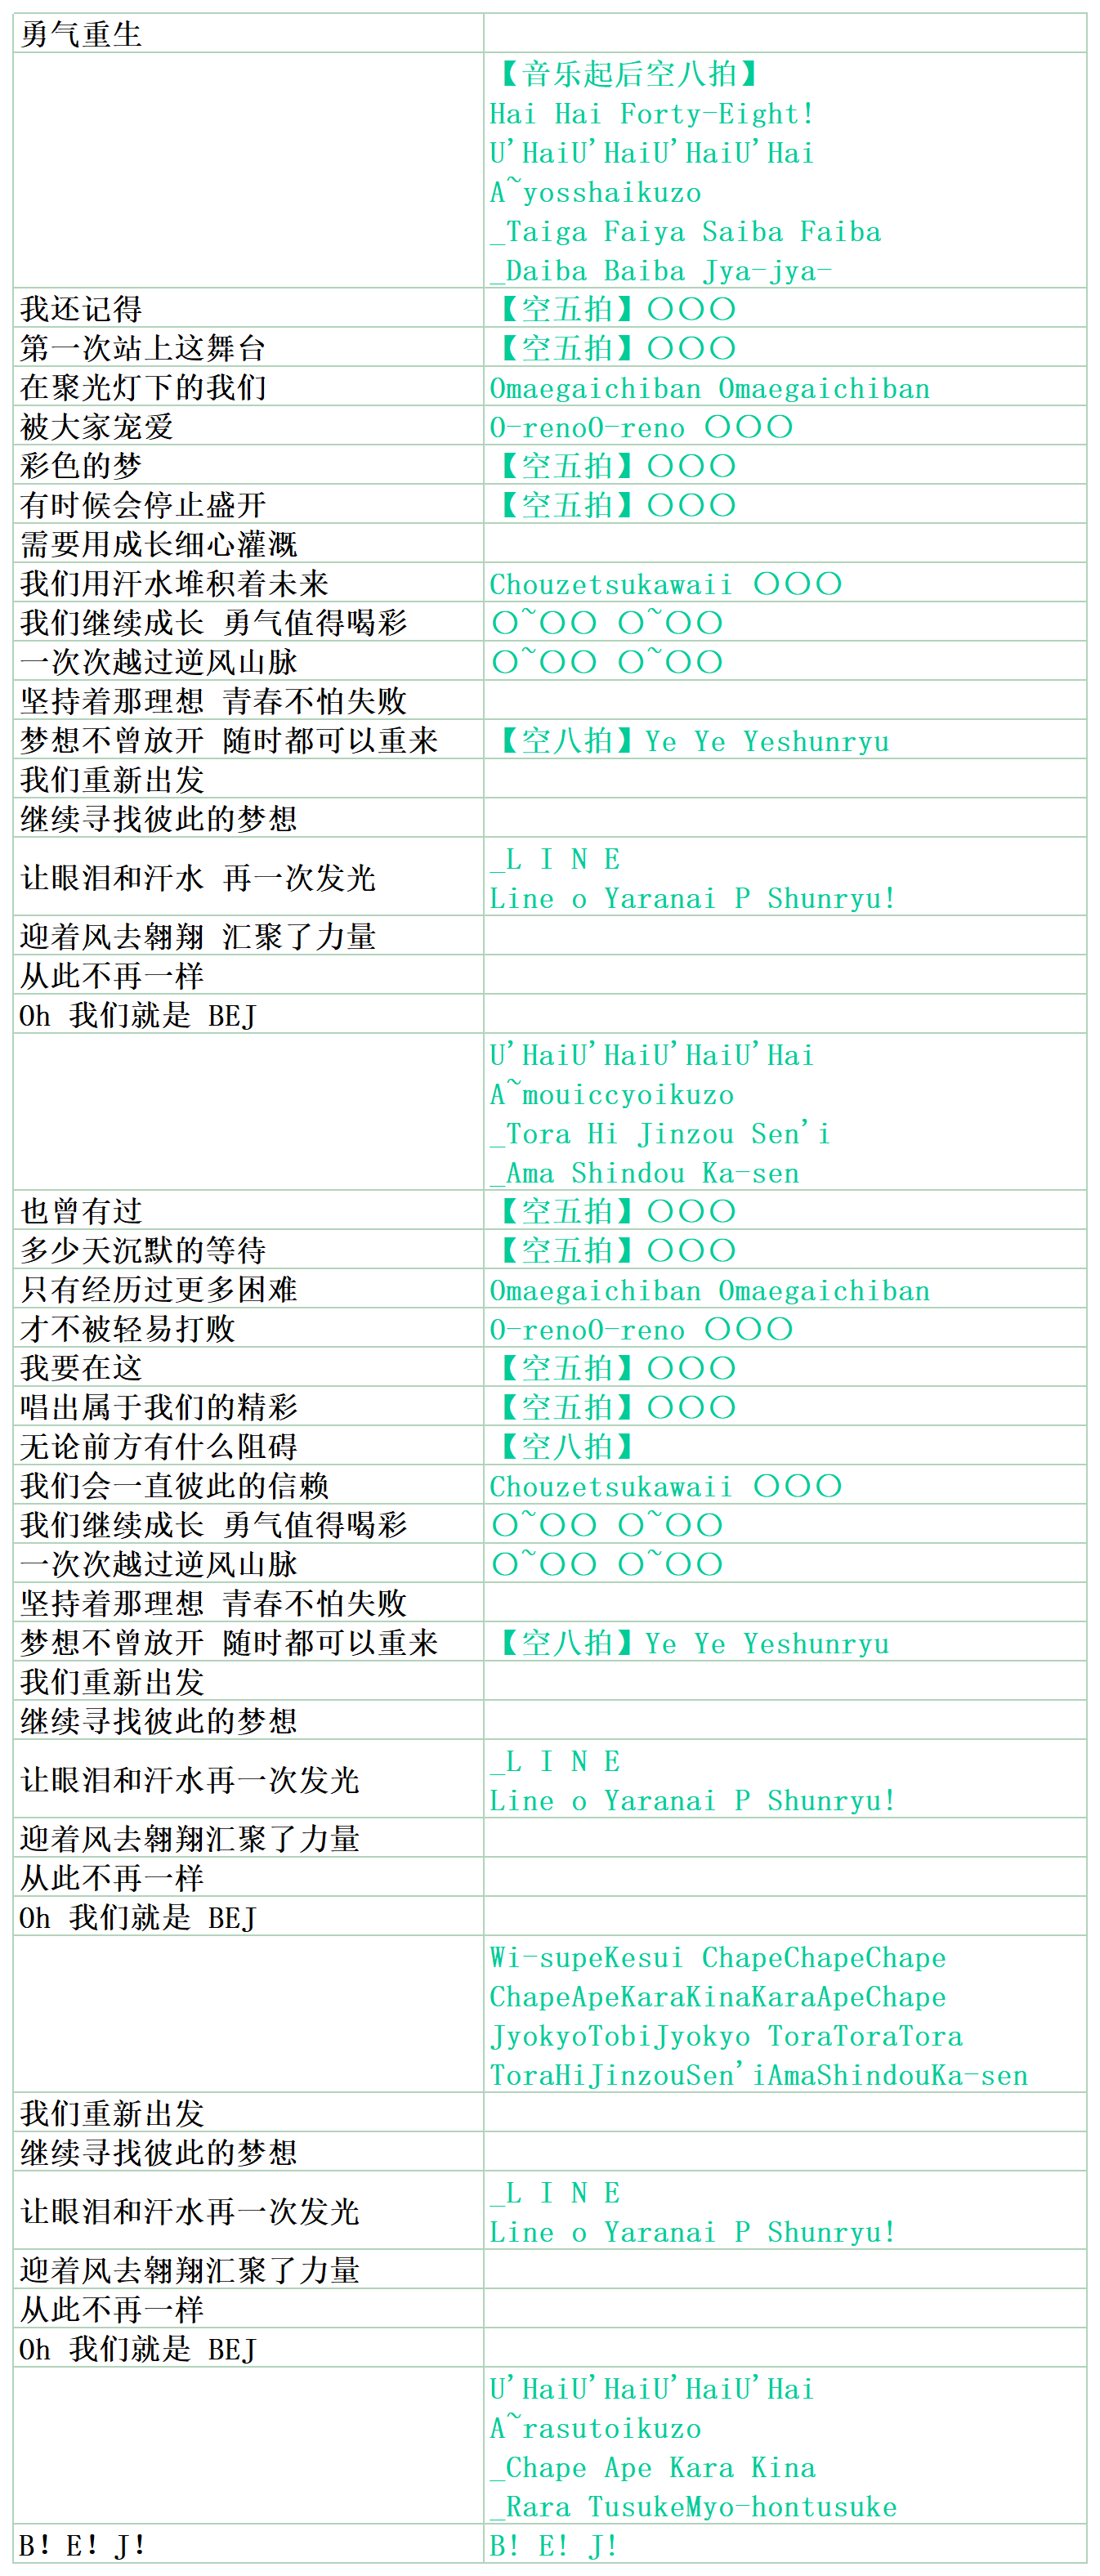 勇气重生
【音乐起后空八拍】
Hai Hai Forty-Eight!
U'HaiU'HaiU'HaiU'Hai
A~yosshaikuzo
_Taiga Faiya Saiba Faiba
_Daiba Baiba Jya-jya-
我还记得 【空五拍】〇〇〇
第一次站上这舞台 【空五拍】〇〇〇
在聚光灯下的我们 Omaegaichiban Omaegaichiban
被大家宠爱 O-renoO-reno 〇〇〇
彩色的梦 【空五拍】〇〇〇
有时候会停止盛开 【空五拍】〇〇〇
需要用成长细心灌溉
我们用汗水堆积着未来 Chouzetsukawaii 〇〇〇
我们继续成长 勇气值得喝彩 〇~〇〇 〇~〇〇
一次次越过逆风山脉 〇~〇〇 〇~〇〇
坚持着那理想 青春不怕失败
梦想不曾放开 随时都可以重来 【空八拍】Ye Ye Yeshunryu
我们重新出发
继续寻找彼此的梦想
让眼泪和汗水 再一次发光
_L I N E
Line o Yaranai P Shunryu!
迎着风去翱翔 汇聚了力量
从此不再一样
Oh 我们就是 BEJ
U'HaiU'HaiU'HaiU'Hai
A~mouiccyoikuzo
_Tora Hi Jinzou Sen'i
_Ama Shindou Ka-sen
也曾有过 【空五拍】〇〇〇
多少天沉默的等待 【空五拍】〇〇〇
只有经历过更多困难 Omaegaichiban Omaegaichiban
才不被轻易打败 O-renoO-reno 〇〇〇
我要在这 【空五拍】〇〇〇
唱出属于我们的精彩 【空五拍】〇〇〇
无论前方有什么阻碍 【空八拍】
我们会一直彼此的信赖 Chouzetsukawaii 〇〇〇
我们继续成长 勇气值得喝彩 〇~〇〇 〇~〇〇
一次次越过逆风山脉 〇~〇〇 〇~〇〇
坚持着那理想 青春不怕失败
梦想不曾放开 随时都可以重来 【空八拍】Ye Ye Yeshunryu
我们重新出发
继续寻找彼此的梦想
让眼泪和汗水再一次发光
_L I N E
Line o Yaranai P Shunryu!
迎着风去翱翔汇聚了力量
从此不再一样
Oh 我们就是 BEJ
Wi-supeKesui ChapeChapeChape
ChapeApeKaraKinaKaraApeChape
JyokyoTobiJyokyo ToraToraTora
ToraHiJinzouSen'iAmaShindouKa-sen
我们重新出发
继续寻找彼此的梦想
让眼泪和汗水再一次发光
_L I N E
Line o Yaranai P Shunryu!
迎着风去翱翔汇聚了力量
从此不再一样
Oh 我们就是 BEJ
U'HaiU'HaiU'HaiU'Hai
A~rasutoikuzo
_Chape Ape Kara Kina
_Rara TusukeMyo-hontusuke
B! E! J! B! E! J!